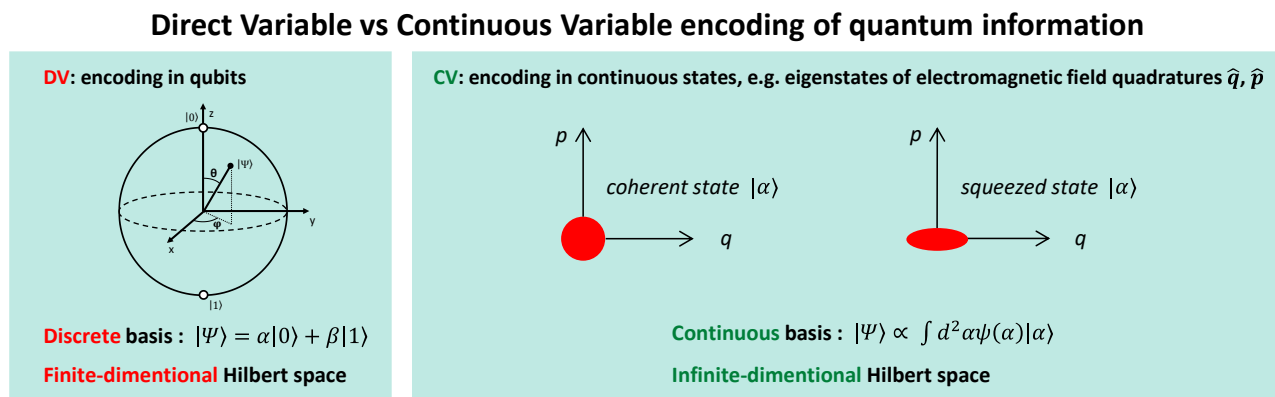 Direct Variable vs Continuous Variable encoding of quantum information
DV: encoding in qubits
|0⟩ z
|Ψ⟩
θ
φ
y
x
|1⟩
Discrete basis : |Ψ⟩ = α|0⟩ + β|1⟩
Finite-dimentional Hilbert space
CV: encoding in continuous states, e.g. eigenstates of electromagnetic field quadratures q̂, p̂
p
coherent state |α⟩
q
p
squeezed state |α⟩
q
Continuous basis : |Ψ⟩ ∝ ∫ d²αψ(α)|α⟩
Infinite-dimentional Hilbert space